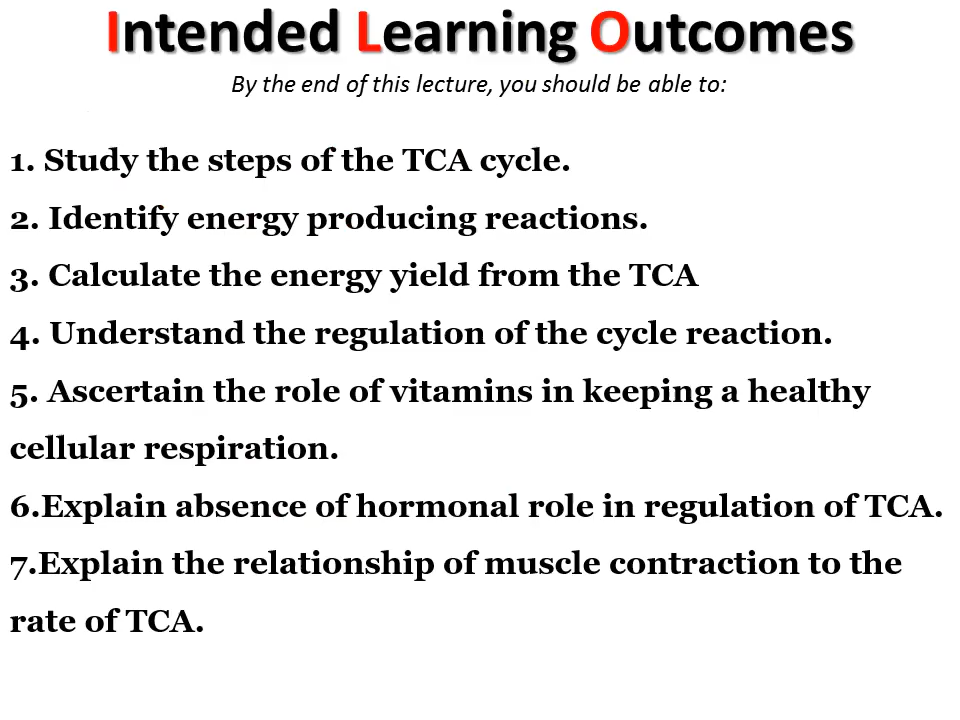 Intended Learning Outcomes
By the end of this lecture, you should be able to:
1. Study the steps of the TCA cycle.
2. Identify energy producing reactions.
3. Calculate the energy yield from the TCA
4. Understand the regulation of the cycle reaction.
5. Ascertain the role of vitamins in keeping a healthy
cellular respiration.
6.Explain absence of hormonal role in regulation of TCA.
7.Explain the relationship of muscle contraction to the
rate of TCA.